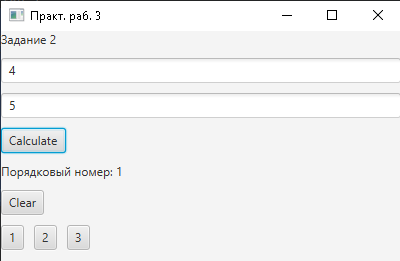 Практ. раб. 3
Задание 2
4
5
Calculate
Порядковый номер: 1
Clear
1 2 3